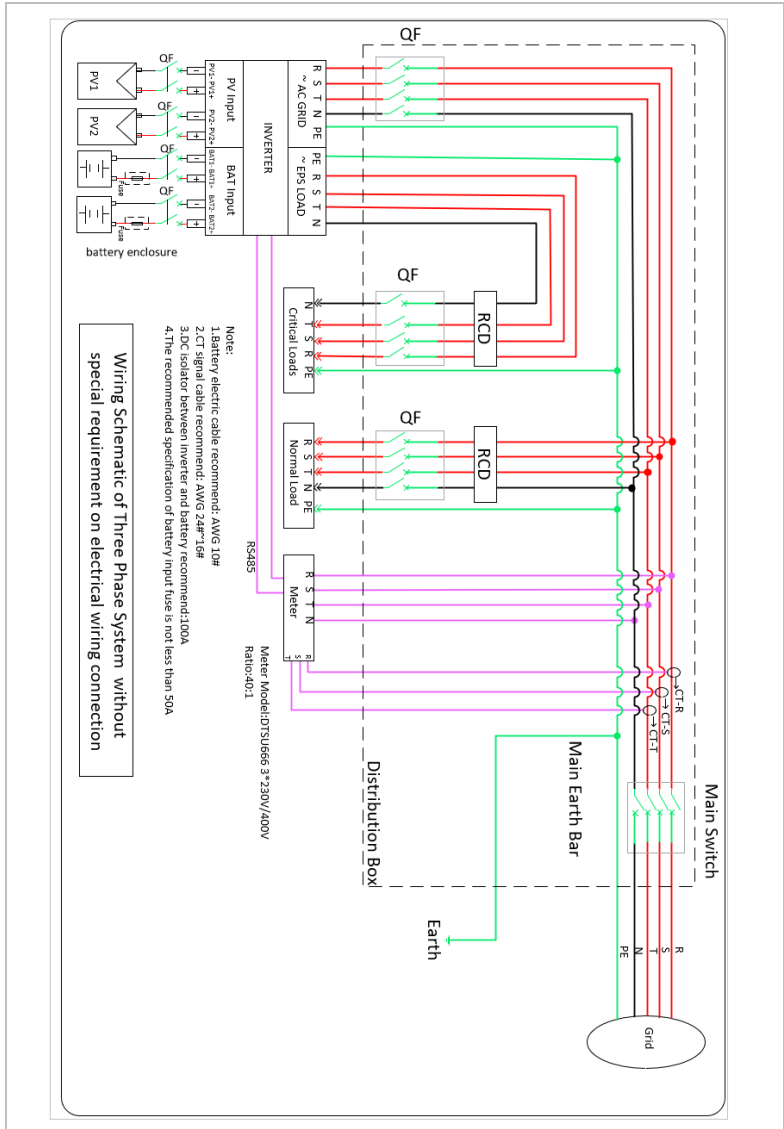 QF
QF
PV1
PV1- PV1+
QF
PV2
PV2- PV2+
PV Input
QF
BAT1- BAT1+
Fuse
QF
BAT2- BAT2+
Fuse
BAT Input
battery enclosure
INVERTER
R S T N PE
~ AC GRID
PE R S T N
~ EPS LOAD
QF
RCD
N T S R PE
Critical Loads
QF
RCD
R S T N PE
Normal Load
RS485
R S T N
Meter
R S T
Meter Model:DTSU666 3*230V/400V
Ratio:40:1
CT-R
CT-S
CT-T
Distribution Box
Main Earth Bar
Main Switch
Earth
R
S
T
N
PE
Grid
Note:
1.Battery electric cable recommend: AWG 10#
2.CT signal cable recommend: AWG 24#~16#
3.DC isolator between inverter and battery recommend:100A
4.The recommended specification of battery input fuse is not less than 50A
Wiring Schematic of Three Phase System without
special requirement on electrical wiring connection